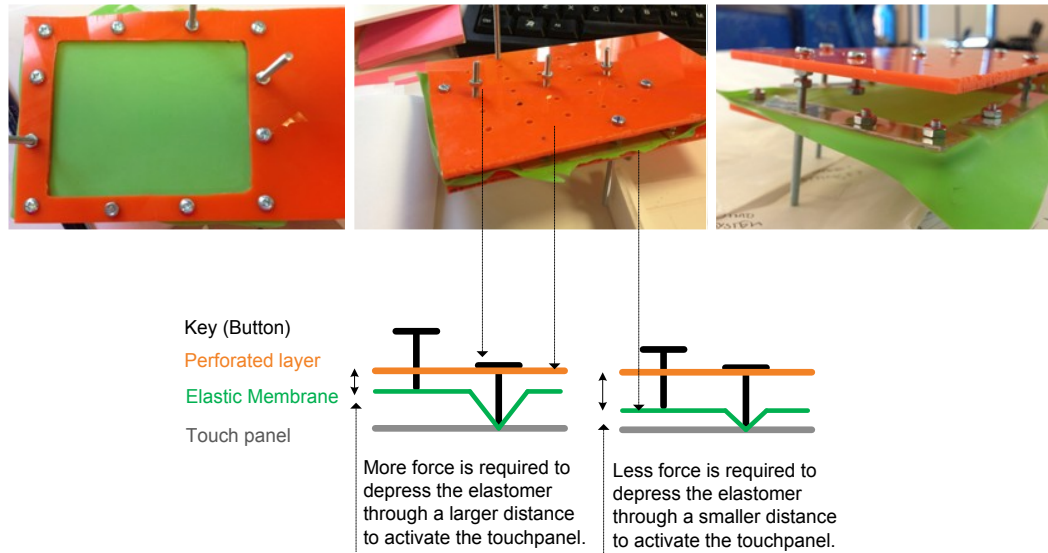 Key (Button)
Perforated layer
Elastic Membrane
Touch panel
More force is required to
depress the elastomer
through a larger distance
to activate the touchpanel.
Less force is required to
depress the elastomer
through a smaller distance
to activate the touchpanel.